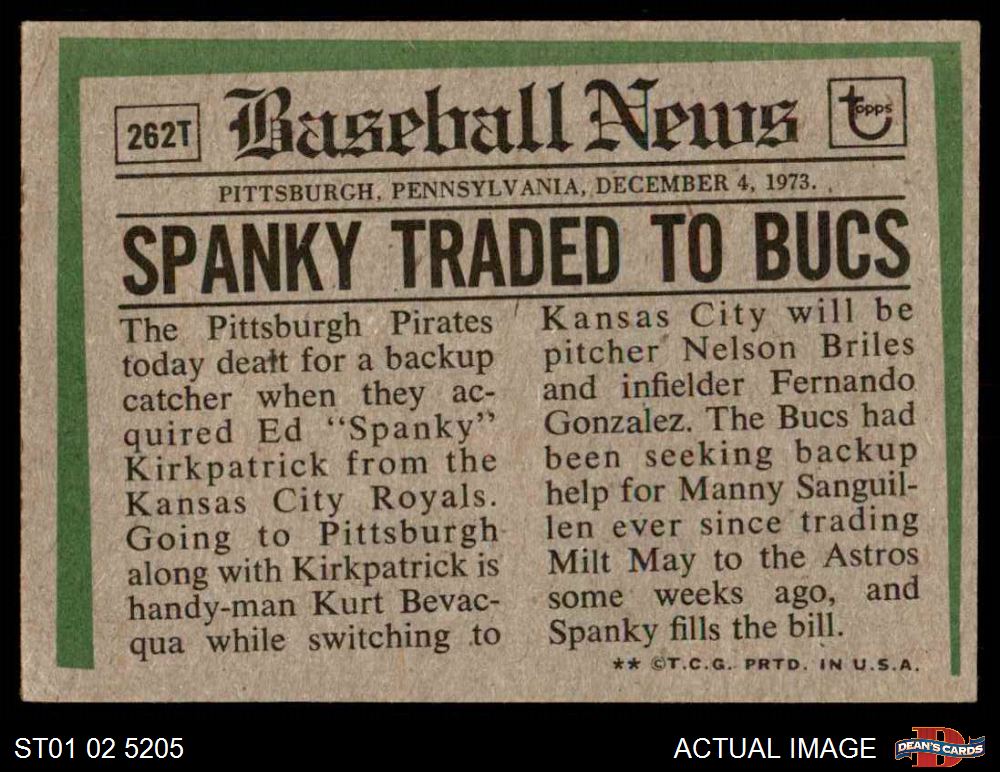 262T
Baseball News
topps
PITTSBURGH, PENNSYLVANIA, DECEMBER 4, 1973.
SPANKY TRADED TO BUCS
The Pittsburgh Pirates
today dealt for a backup
catcher when they ac-
quired Ed "Spanky"
Kirkpatrick from the
Kansas City Royals.
Going to Pittsburgh
along with Kirkpatrick is
handy-man Kurt Bevac-
qua while switching to
Kansas City will be
pitcher Nelson Briles
and infielder Fernando
Gonzalez. The Bucs had
been seeking backup
help for Manny Sanguil-
len ever since trading
Milt May to the Astros
some weeks ago, and
Spanky fills the bill.
** ©T.C.G. PRTD. IN U.S.A.
ST01 02 5205
ACTUAL IMAGE
D
DEAN'S CARDS